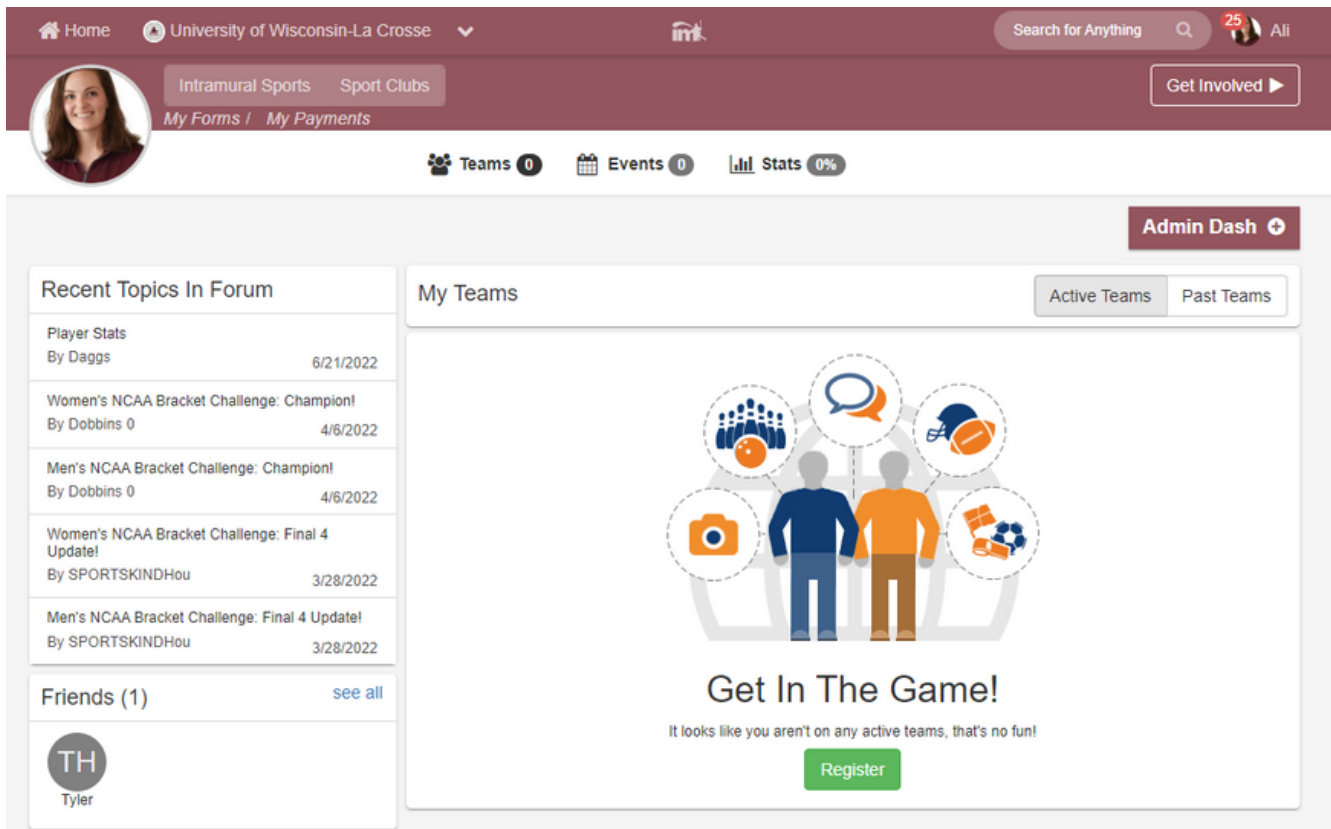 Home
University of Wisconsin-La Crosse
imt.
Search for Anything
25
Ali
Intramural Sports
Sport Clubs
Get Involved
My Forms / My Payments
Teams 0
Events 0
Stats 0%
Admin Dash
Recent Topics In Forum
Player Stats
By Daggs
6/21/2022
Women's NCAA Bracket Challenge: Champion!
By Dobbins 0
4/6/2022
Men's NCAA Bracket Challenge: Champion!
By Dobbins 0
4/6/2022
Women's NCAA Bracket Challenge: Final 4
Update!
By SPORTSKINDHou
3/28/2022
Men's NCAA Bracket Challenge: Final 4 Update!
By SPORTSKINDHou
3/28/2022
Friends (1)
see all
TH
Tyler
My Teams
Active Teams
Past Teams
Get In The Game!
It looks like you aren't on any active teams, that's no fun!
Register